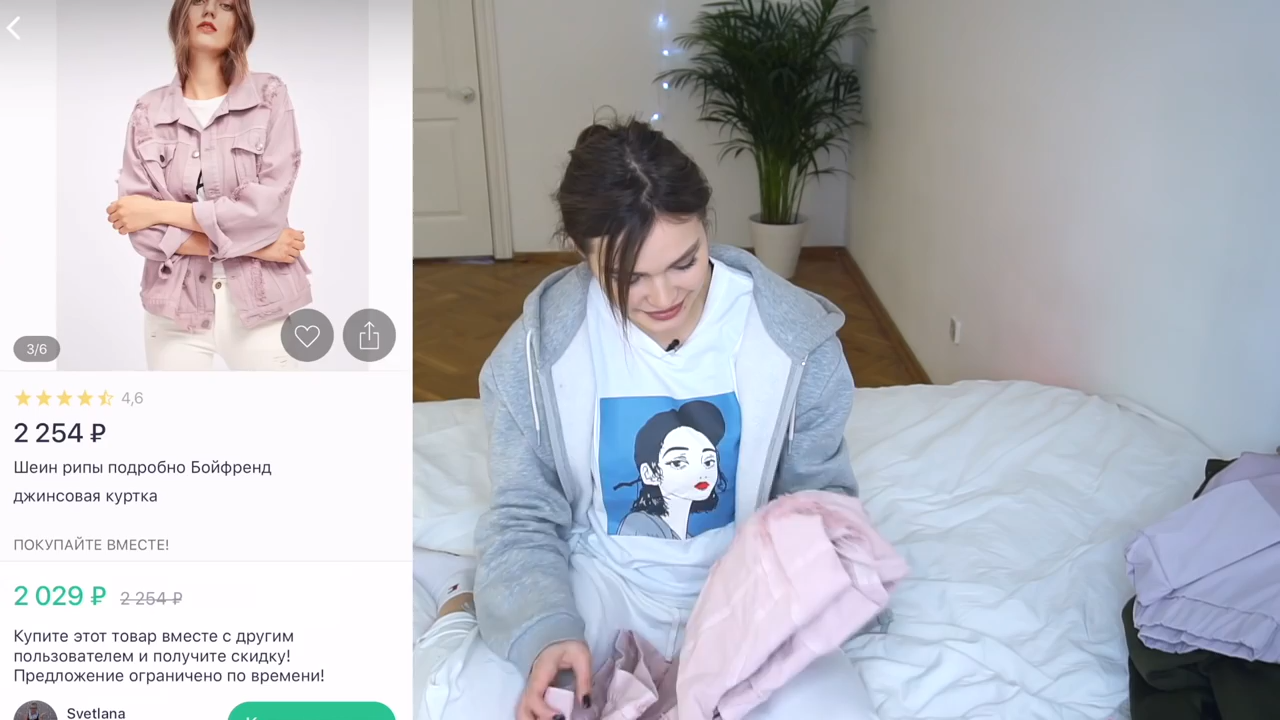 3/6
4,6
2 254 ₽
Шеин рипы подробно Бойфренд
джинсовая куртка
ПОКУПАЙТЕ ВМЕСТЕ!
2 029 ₽ 2 254 ₽
Купите этот товар вместе с другим
пользователем и получите скидку!
Предложение ограничено по времени!
Svetlana